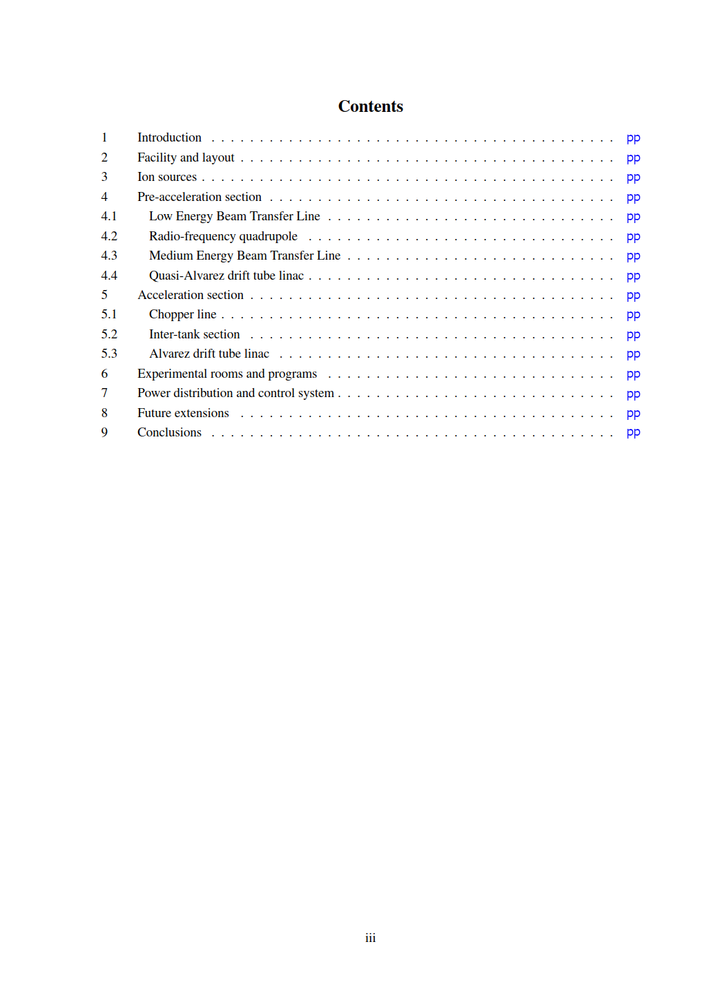 Contents
1 Introduction . . . . . . . . . . . . . . . . . . . . . . . . . . . . . . . . . . . . . . . . . . pp
2 Facility and layout . . . . . . . . . . . . . . . . . . . . . . . . . . . . . . . . . . . . . . . pp
3 Ion sources . . . . . . . . . . . . . . . . . . . . . . . . . . . . . . . . . . . . . . . . . . . pp
4 Pre-acceleration section . . . . . . . . . . . . . . . . . . . . . . . . . . . . . . . . . . . . pp
4.1 Low Energy Beam Transfer Line . . . . . . . . . . . . . . . . . . . . . . . . . . . . . . pp
4.2 Radio-frequency quadrupole . . . . . . . . . . . . . . . . . . . . . . . . . . . . . . . . pp
4.3 Medium Energy Beam Transfer Line . . . . . . . . . . . . . . . . . . . . . . . . . . . . pp
4.4 Quasi-Alvarez drift tube linac . . . . . . . . . . . . . . . . . . . . . . . . . . . . . . . . pp
5 Acceleration section . . . . . . . . . . . . . . . . . . . . . . . . . . . . . . . . . . . . . . pp
5.1 Chopper line . . . . . . . . . . . . . . . . . . . . . . . . . . . . . . . . . . . . . . . . . pp
5.2 Inter-tank section . . . . . . . . . . . . . . . . . . . . . . . . . . . . . . . . . . . . . . pp
5.3 Alvarez drift tube linac . . . . . . . . . . . . . . . . . . . . . . . . . . . . . . . . . . . pp
6 Experimental rooms and programs . . . . . . . . . . . . . . . . . . . . . . . . . . . . . . pp
7 Power distribution and control system . . . . . . . . . . . . . . . . . . . . . . . . . . . . . pp
8 Future extensions . . . . . . . . . . . . . . . . . . . . . . . . . . . . . . . . . . . . . . . pp
9 Conclusions . . . . . . . . . . . . . . . . . . . . . . . . . . . . . . . . . . . . . . . . . . pp
iii